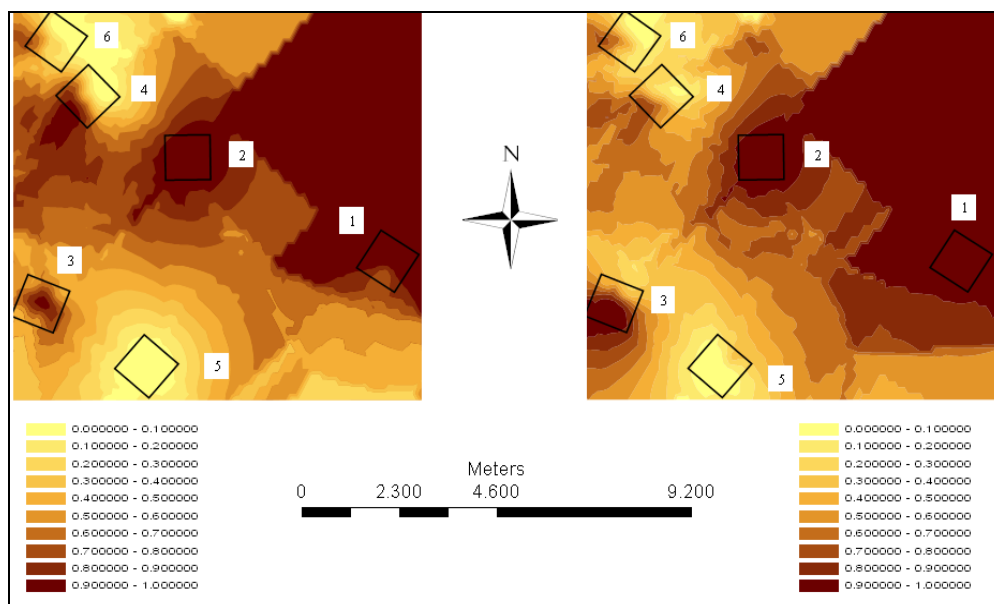 6
4
2
1
3
5
N
6
4
2
1
3
5
0.000000 - 0.100000
0.100000 - 0.200000
0.200000 - 0.300000
0.300000 - 0.400000
0.400000 - 0.500000
0.500000 - 0.600000
0.600000 - 0.700000
0.700000 - 0.800000
0.800000 - 0.900000
0.900000 - 1.000000
Meters
0 2.300 4.600 9.200
0.000000 - 0.100000
0.100000 - 0.200000
0.200000 - 0.300000
0.300000 - 0.400000
0.400000 - 0.500000
0.500000 - 0.600000
0.600000 - 0.700000
0.700000 - 0.800000
0.800000 - 0.900000
0.900000 - 1.000000